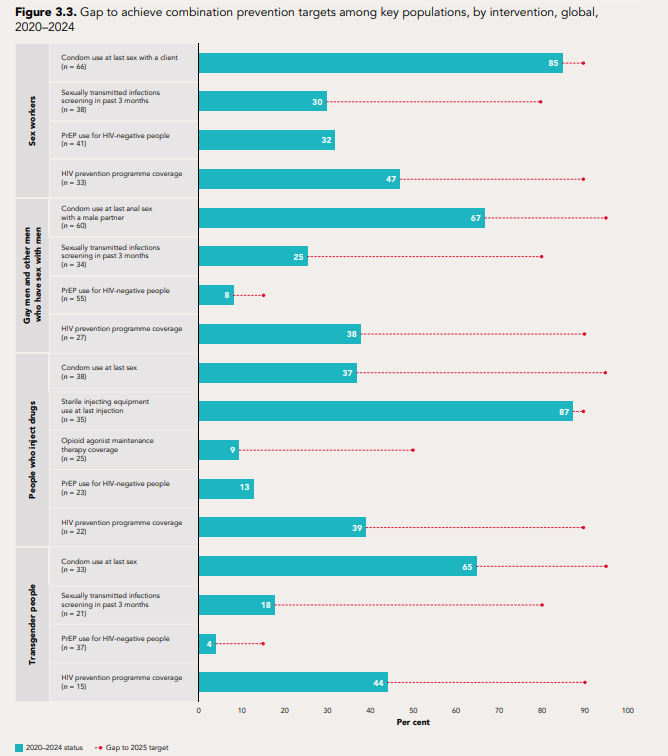 Figure 3.3. Gap to achieve combination prevention targets among key populations, by intervention, global,
2020–2024
Sex workers
Condom use at last sex with a client
(n = 66)
85
Sexually transmitted infections
screening in past 3 months
(n = 38)
30
PrEP use for HIV-negative people
(n = 41)
32
HIV prevention programme coverage
(n = 33)
47
Gay men and other men
who have sex with men
Condom use at last anal sex
with a male partner
(n = 60)
67
Sexually transmitted infections
screening in past 3 months
(n = 34)
25
PrEP use for HIV-negative people
(n = 55)
8
HIV prevention programme coverage
(n = 27)
38
People who inject drugs
Condom use at last sex
(n = 38)
37
Sterile injecting equipment
use at last injection
(n = 35)
87
Opioid agonist maintenance
therapy coverage
(n = 25)
9
PrEP use for HIV-negative people
(n = 23)
13
HIV prevention programme coverage
(n = 22)
39
Transgender people
Condom use at last sex
(n = 33)
65
Sexually transmitted infections
screening in past 3 months
(n = 21)
18
PrEP use for HIV-negative people
(n = 37)
4
HIV prevention programme coverage
(n = 15)
44
0 10 20 30 40 50 60 70 80 90 100
Per cent
2020–2024 status
Gap to 2025 target